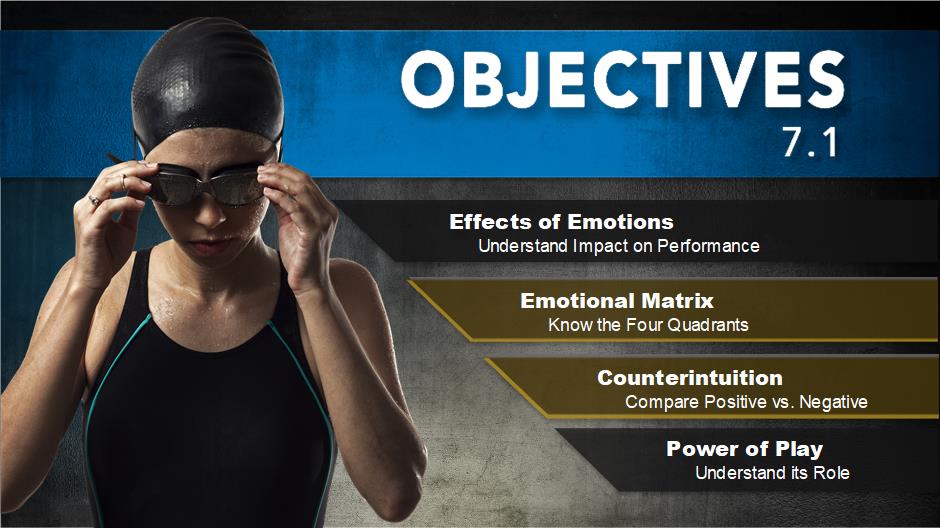 OBJECTIVES
7.1
Effects of Emotions
Understand Impact on Performance
Emotional Matrix
Know the Four Quadrants
Counterintuition
Compare Positive vs. Negative
Power of Play
Understand its Role